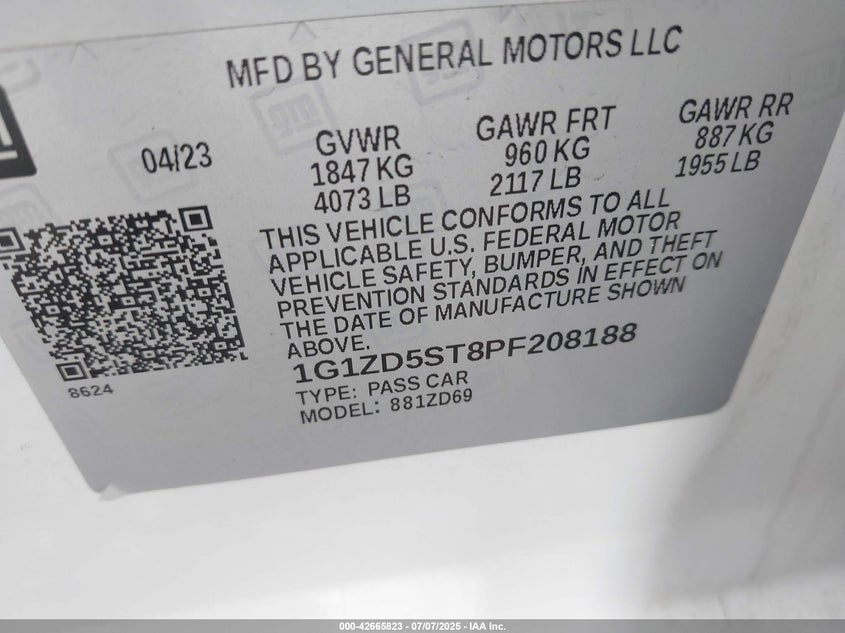 MFD BY GENERAL MOTORS LLC
04/23
GVWR
1847 KG
4073 LB
GAWR FRT
960 KG
2117 LB
GAWR RR
887 KG
1955 LB
THIS VEHICLE CONFORMS TO ALL
APPLICABLE U.S. FEDERAL MOTOR
VEHICLE SAFETY, BUMPER, AND THEFT
PREVENTION STANDARDS IN EFFECT ON
THE DATE OF MANUFACTURE SHOWN
ABOVE.
8624
1G1ZD5ST8PF208188
TYPE: PASS CAR
MODEL: 881ZD69
gm
000-42665823 - 07/07/2025 - IAA Inc.